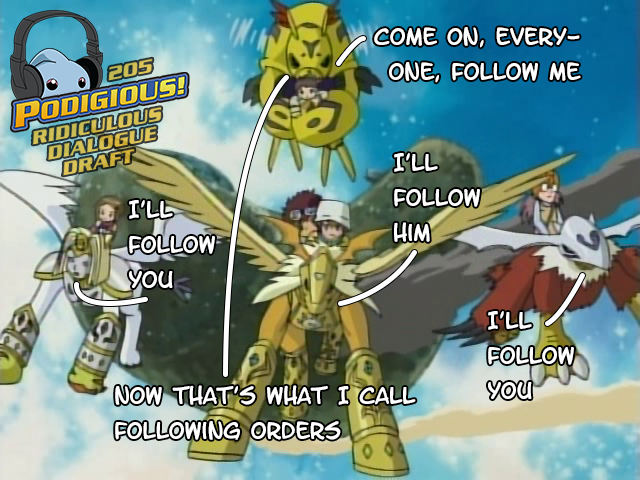 205
PODIGIOUS!
RIDICULOUS
DIALOGUE
DRAFT
COME ON, EVERY-
ONE, FOLLOW ME
I'LL
FOLLOW
HIM
I'LL
FOLLOW
YOU
I'LL
FOLLOW
YOU
NOW THAT'S WHAT I CALL
FOLLOWING ORDERS